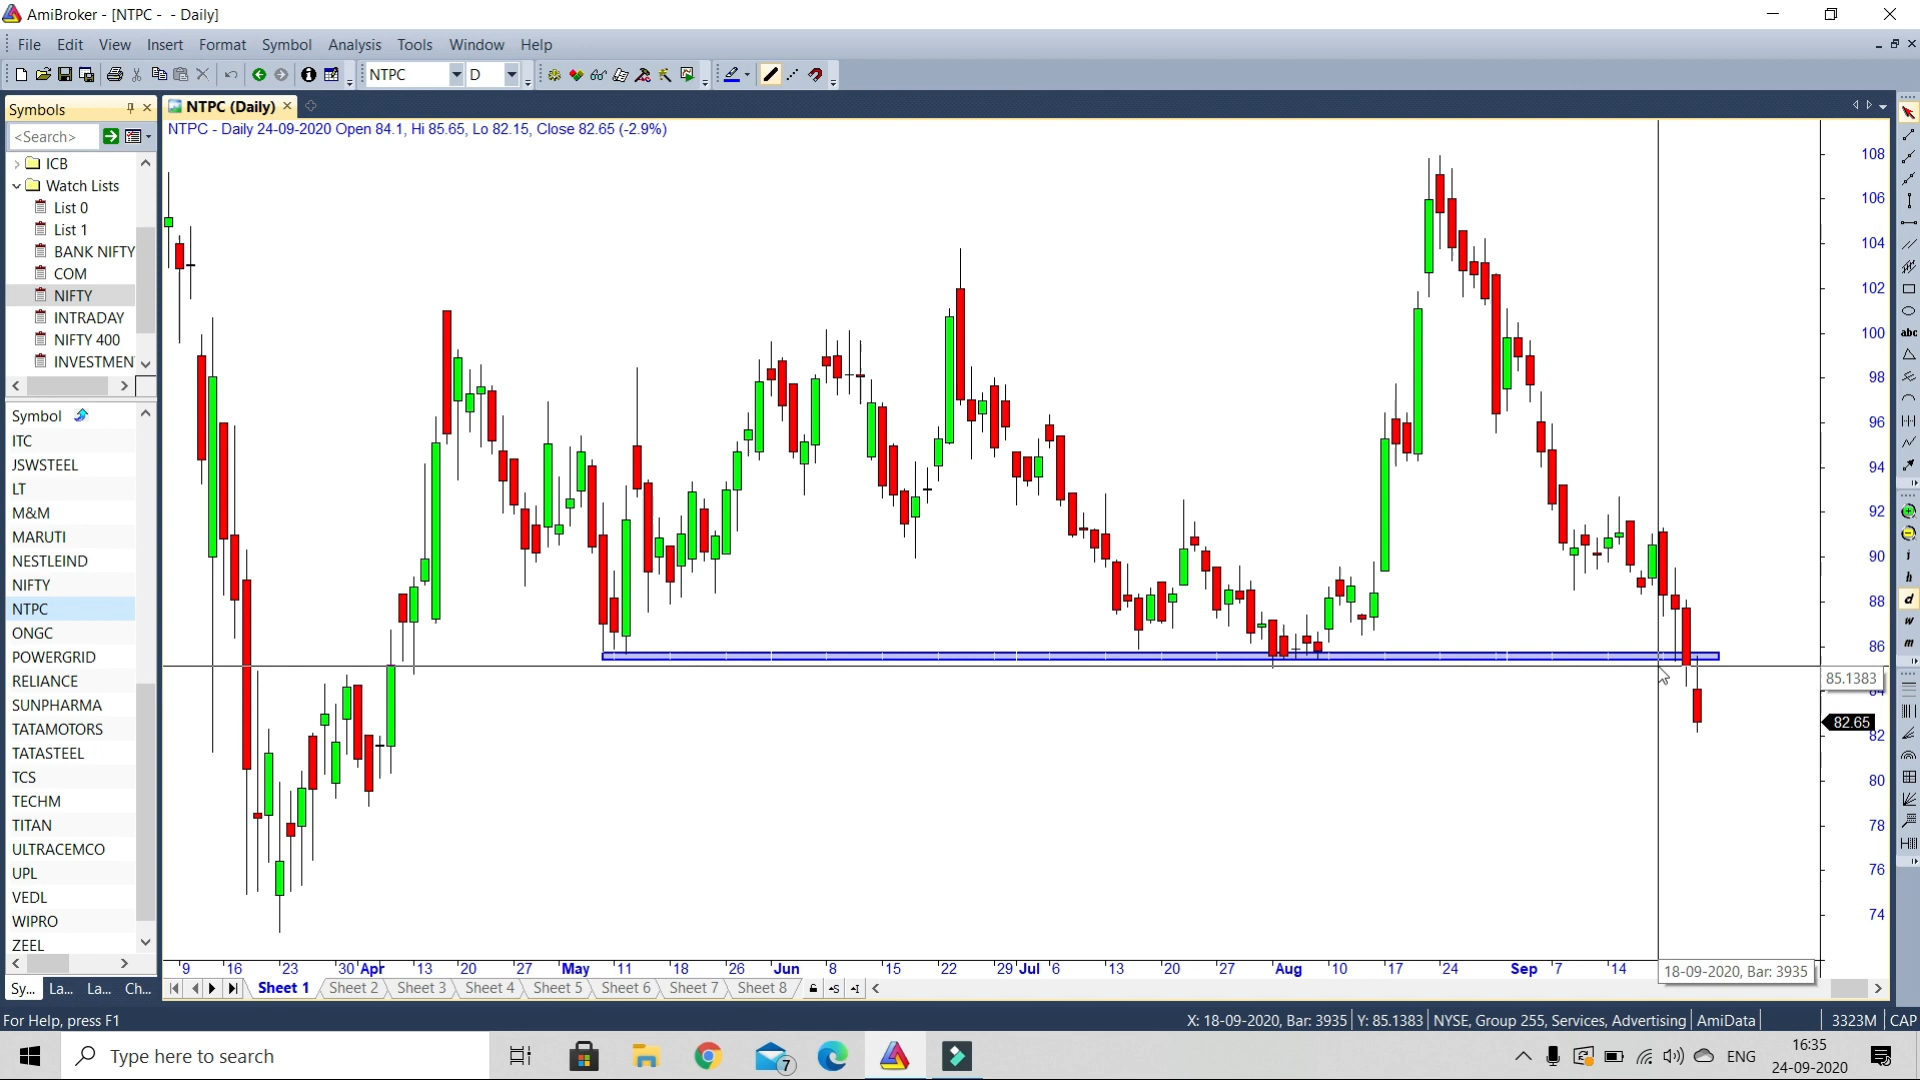 AmiBroker - [NTPC - - Daily]
File Edit View Insert Format Symbol Analysis Tools Window Help
NTPC D
Symbols
NTPC (Daily)
<Search>
NTPC - Daily 24-09-2020 Open 84.1, Hi 85.65, Lo 82.15, Close 82.65 (-2.9%)
ICB
Watch Lists
List 0
List 1
BANK NIFTY
COM
NIFTY
INTRADAY
NIFTY 400
INVESTMEN
Symbol
ITC
JSWSTEEL
LT
M&M
MARUTI
NESTLEIND
NIFTY
NTPC
ONGC
POWERGRID
RELIANCE
SUNPHARMA
TATAMOTORS
TATASTEEL
TCS
TECHM
TITAN
ULTRACEMCO
UPL
VEDL
WIPRO
ZEEL
Sy... La... La... Ch...
108
106
104
102
100
98
96
94
92
90
88
86
85.1383
84
82.65
82
80
78
76
74
abc
i
h
d
w
m
9 16 23 30 Apr 13 20 27 May 11 18 26 Jun 8 15 22 29 Jul 6 13 20 27 Aug 10 17 24 Sep 7 14
18-09-2020, Bar: 3935
Sheet 1 Sheet 2 Sheet 3 Sheet 4 Sheet 5 Sheet 6 Sheet 7 Sheet 8
For Help, press F1
X: 18-09-2020, Bar: 3935 Y: 85.1383 NYSE, Group 255, Services, Advertising AmiData 3323M CAP
Type here to search
7
ENG
16:35
24-09-2020